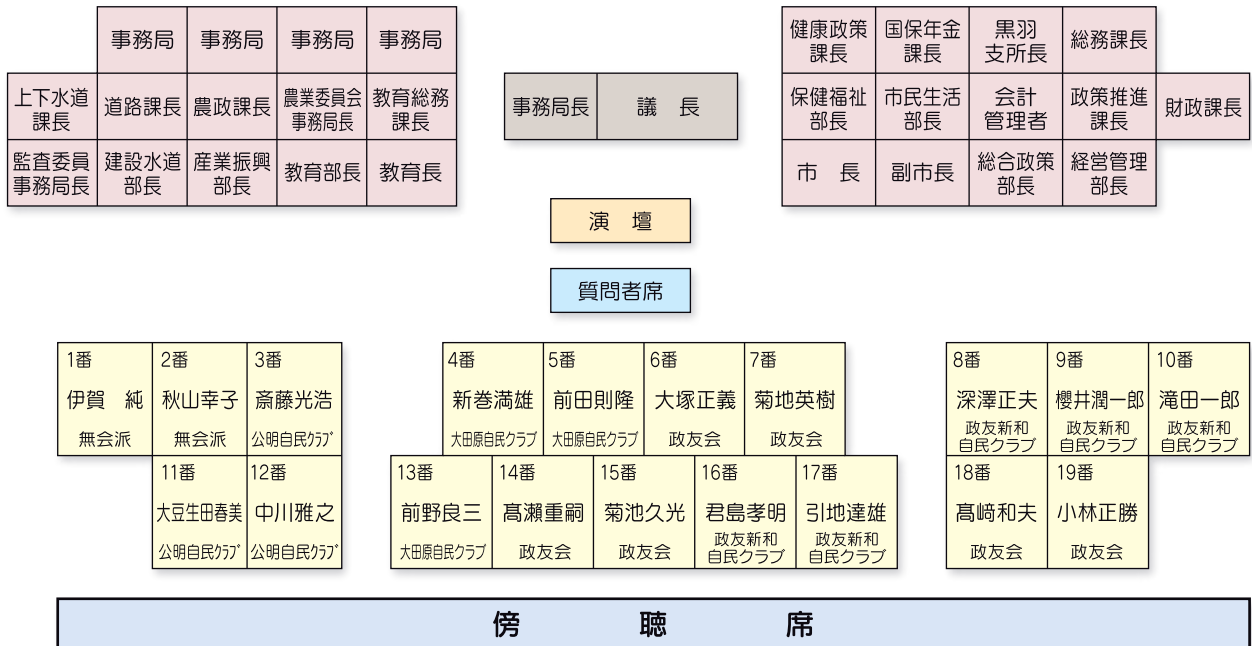 事務局
事務局
事務局
事務局
上下水道
課長
道路課長
農政課長
農業委員会
事務局長
教育総務
課長
監査委員
事務局長
建設水道
部長
産業振興
部長
教育部長
教育長
事務局長
議　長
健康政策
課長
国保年金
課長
黒羽
支所長
総務課長
保健福祉
部長
市民生活
部長
会計
管理者
政策推進
課長
財政課長
市　長
副市長
総合政策
部長
経営管理
部長
演　壇
質問者席
1番
伊賀　純
無会派
2番
秋山幸子
無会派
3番
斎藤光浩
公明自民クラブ
4番
新巻満雄
大田原自民クラブ
5番
前田則隆
大田原自民クラブ
6番
大塚正義
政友会
7番
菊地英樹
政友会
8番
深澤正夫
政友新和
自民クラブ
9番
櫻井潤一郎
政友新和
自民クラブ
10番
滝田一郎
政友新和
自民クラブ
11番
大豆生田春美
公明自民クラブ
12番
中川雅之
公明自民クラブ
13番
前野良三
大田原自民クラブ
14番
髙瀨重嗣
政友会
15番
菊池久光
政友会
16番
君島孝明
政友新和
自民クラブ
17番
引地達雄
政友新和
自民クラブ
18番
髙﨑和夫
政友会
19番
小林正勝
政友会
傍　聴　席